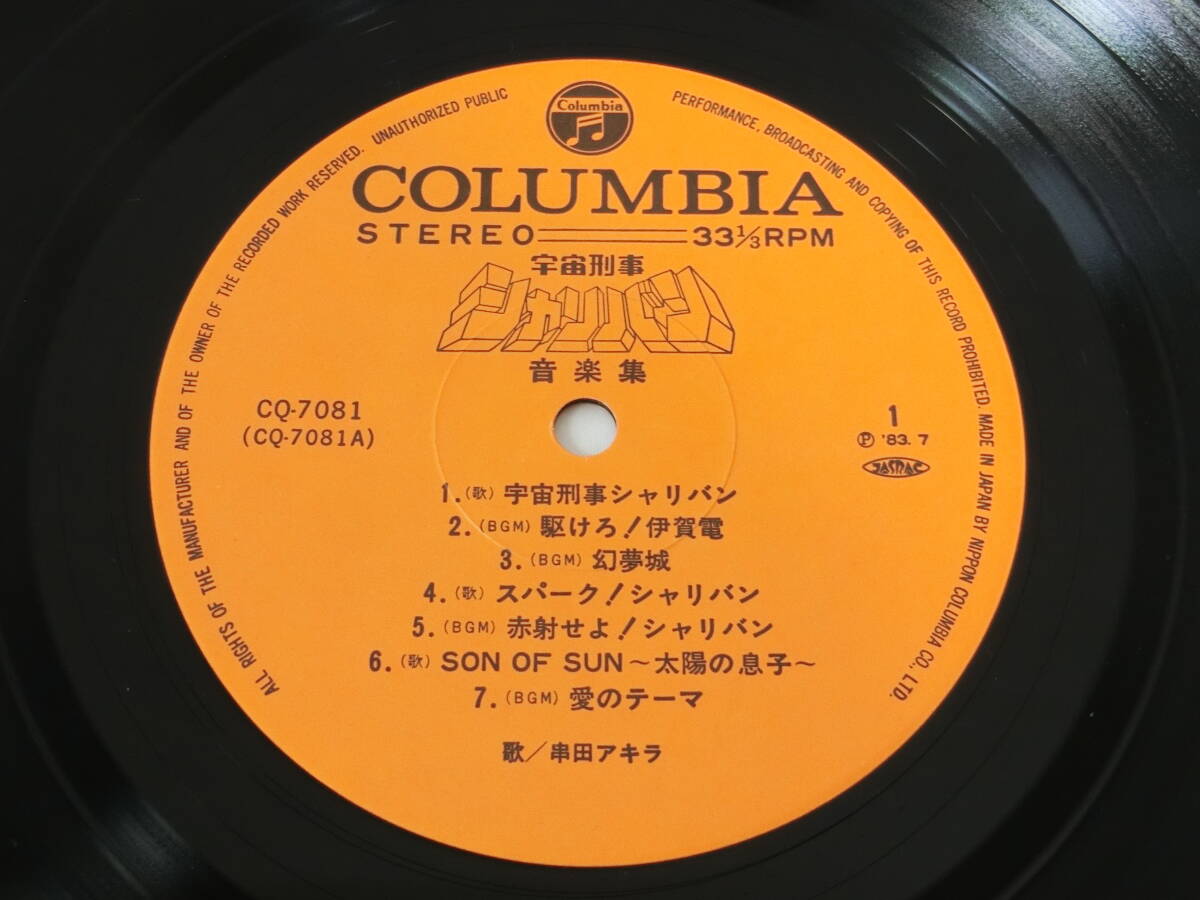 Columbia
COLUMBIA
STEREO 33 1/3 RPM
宇宙刑事
シャリバン
音楽集
CQ-7081
(CQ-7081A)
1
Ⓟ '83.7
JASRAC
1.(歌) 宇宙刑事シャリバン
2.(BGM) 駆けろ!伊賀電
3.(BGM) 幻夢城
4.(歌) スパーク!シャリバン
5.(BGM) 赤射せよ!シャリバン
6.(歌) SON OF SUN~太陽の息子~
7.(BGM) 愛のテーマ
歌/串田アキラ
ALL RIGHTS OF THE MANUFACTURER AND OF THE OWNER OF THE RECORDED WORK RESERVED. UNAUTHORIZED PUBLIC PERFORMANCE, BROADCASTING AND COPYING OF THIS RECORD PROHIBITED. MADE IN JAPAN BY NIPPON COLUMBIA CO., LTD.